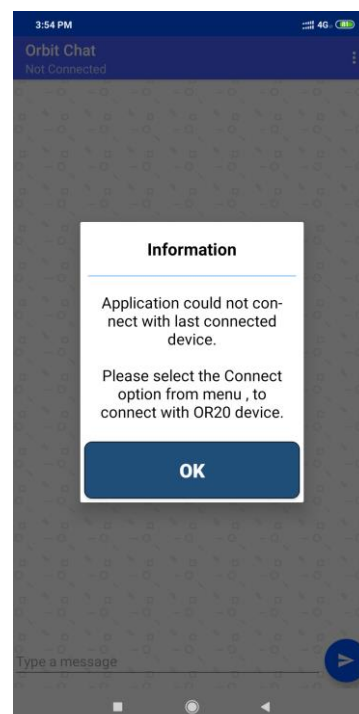 3:54 PM
4G
81
Orbit Chat
Not Connected
Information
Application could not con-
nect with last connected
device.
Please select the Connect
option from menu , to
connect with OR20 device.
OK
Type a message